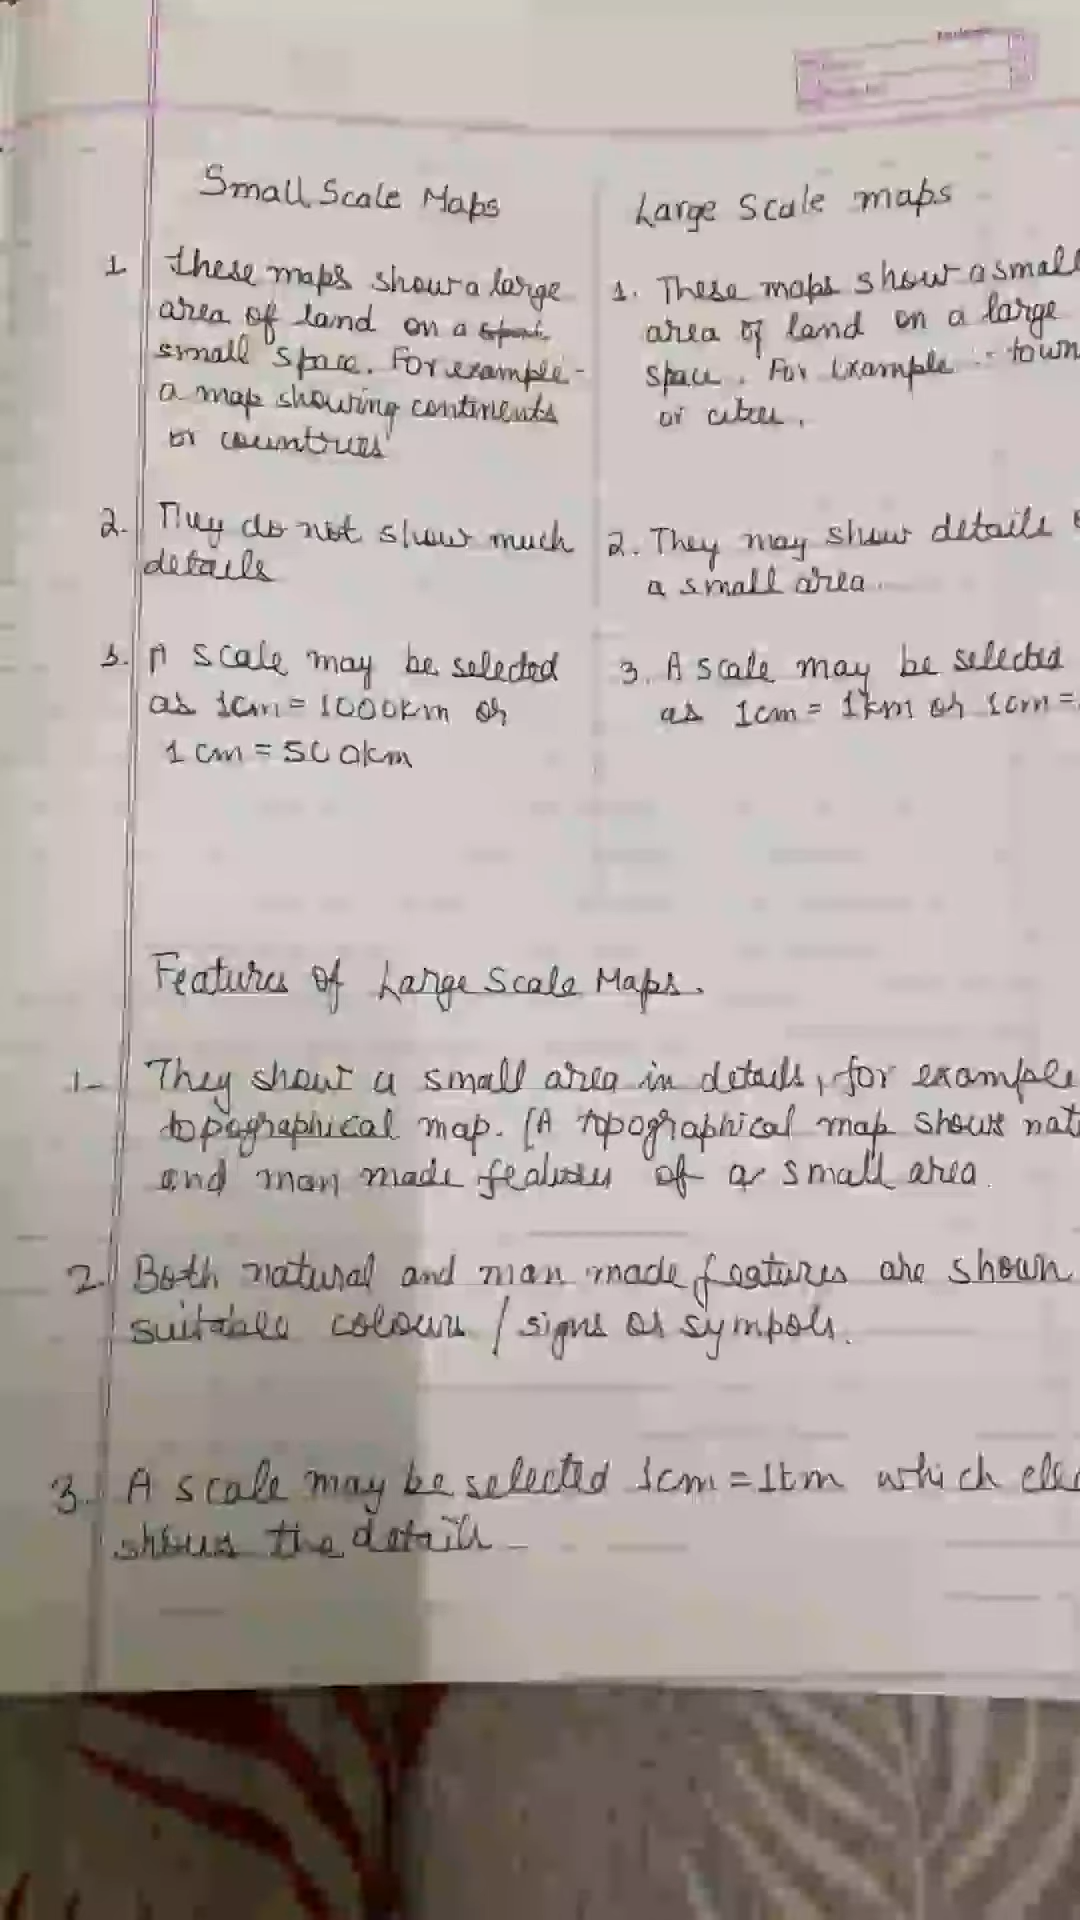 Small Scale Maps
1 These maps show a large
area of land on a
small space. For example -
a map showing continents
or countries
2. They do not show much
details
3. A scale may be selected
as 1cm = 1000km or
1 cm = 500km
Large Scale maps
1. These maps show a small
area of land on a large
space. For Example :- town
or cities.
2. They may show details
a small area
3. A scale may be selected
as 1cm = 1km or 1cm =
Features of Large Scale Maps.
1- They show a small area in details, for example
topographical map. (A topographical map shows nat
and man made features of a small area.
2. Both natural and man made features are shown
suitable colours / signs or symbols.
3. A scale may be selected 1cm = 1km which cle
shows the details